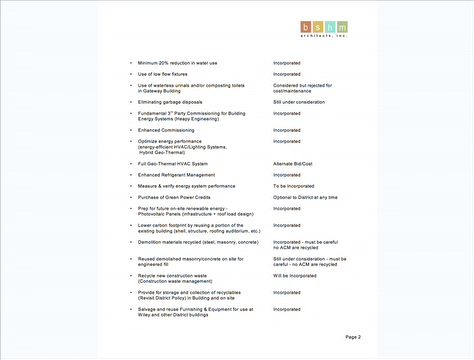 bshm
architects, inc.
• Minimum 20% reduction in water use Incorporated
• Use of low flow fixtures Incorporated
• Use of waterless urinals and/or composting toilets Considered but rejected for
in Gateway Building cost/maintenance
• Eliminating garbage disposals Still under consideration
• Fundamental 3rd Party Commissioning for Building Incorporated
Energy Systems (Heapy Engineering)
• Enhanced Commissioning Incorporated
• Optimize energy performance Incorporated
(energy-efficient HVAC/Lighting Systems,
Hybrid Geo-Thermal)
• Full Geo-Thermal HVAC System Alternate Bid/Cost
• Enhanced Refrigerant Management Incorporated
• Measure & verify energy system performance To be Incorporated
• Purchase of Green Power Credits Optional to District at any time
• Prep for future on-site renewable energy - Incorporated
Photovoltaic Panels (infrastructure + roof load design)
• Lower carbon footprint by reusing a portion of the Incorporated
existing building (shell, structure, roofing auditorium, etc.)
• Demolition materials recycled (steel, masonry, concrete) Incorporated - must be careful
no ACM are recycled
• Reused demolished masonry/concrete on site for Still under consideration - must be
engineered fill careful - no ACM are recycled
• Recycle new construction waste Will be Incorporated
(Construction waste management)
• Provide for storage and collection of recyclables Incorporated
(Revisit District Policy) in Building and on site
• Salvage and reuse Furnishing & Equipment for use at Incorporated
Wiley and other District buildings
Page 2